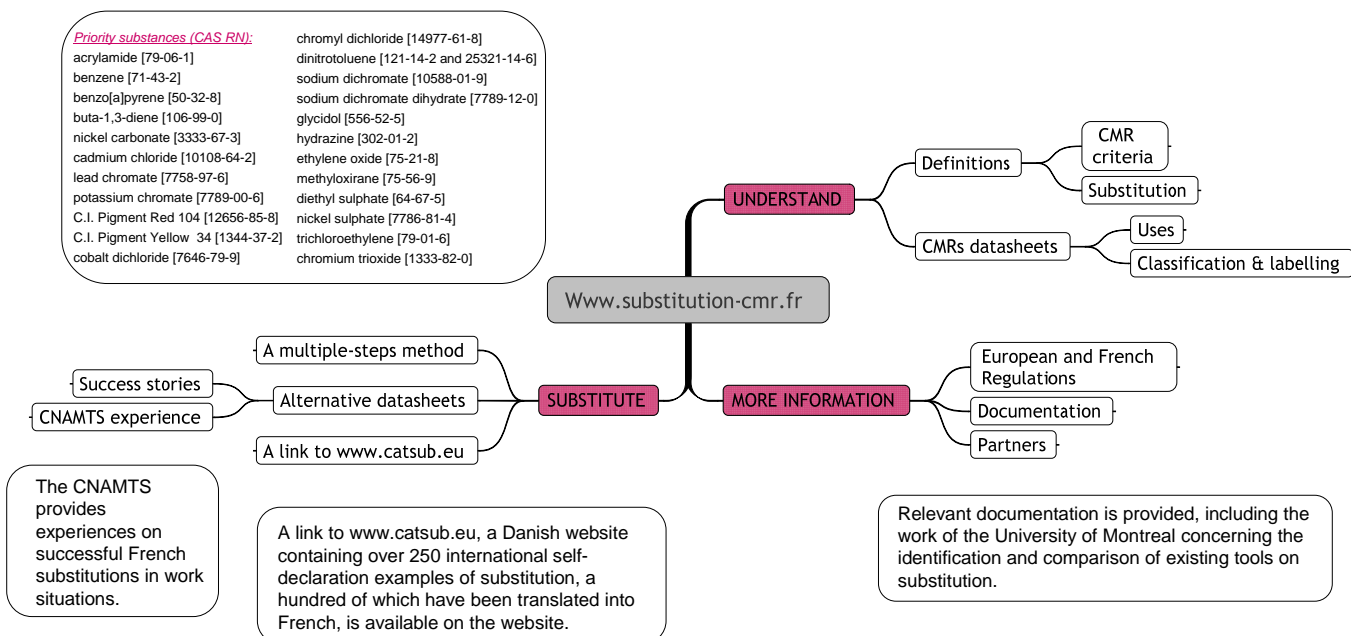 Priority substances (CAS RN):
acrylamide [79-06-1]
benzene [71-43-2]
benzo[a]pyrene [50-32-8]
buta-1,3-diene [106-99-0]
nickel carbonate [3333-67-3]
cadmium chloride [10108-64-2]
lead chromate [7758-97-6]
potassium chromate [7789-00-6]
C.I. Pigment Red 104 [12656-85-8]
C.I. Pigment Yellow 34 [1344-37-2]
cobalt dichloride [7646-79-9]
chromyl dichloride [14977-61-8]
dinitrotoluene [121-14-2 and 25321-14-6]
sodium dichromate [10588-01-9]
sodium dichromate dihydrate [7789-12-0]
glycidol [556-52-5]
hydrazine [302-01-2]
ethylene oxide [75-21-8]
methyloxirane [75-56-9]
diethyl sulphate [64-67-5]
nickel sulphate [7786-81-4]
trichloroethylene [79-01-6]
chromium trioxide [1333-82-0]
UNDERSTAND
Definitions
CMR
criteria
Substitution
CMRs datasheets
Uses
Classification & labelling
Www.substitution-cmr.fr
SUBSTITUTE
A multiple-steps method
Alternative datasheets
Success stories
CNAMTS experience
A link to www.catsub.eu
MORE INFORMATION
European and French
Regulations
Documentation
Partners
The CNAMTS
provides
experiences on
successful French
substitutions in work
situations.
A link to www.catsub.eu, a Danish website
containing over 250 international self-
declaration examples of substitution, a
hundred of which have been translated into
French, is available on the website.
Relevant documentation is provided, including the
work of the University of Montreal concerning the
identification and comparison of existing tools on
substitution.